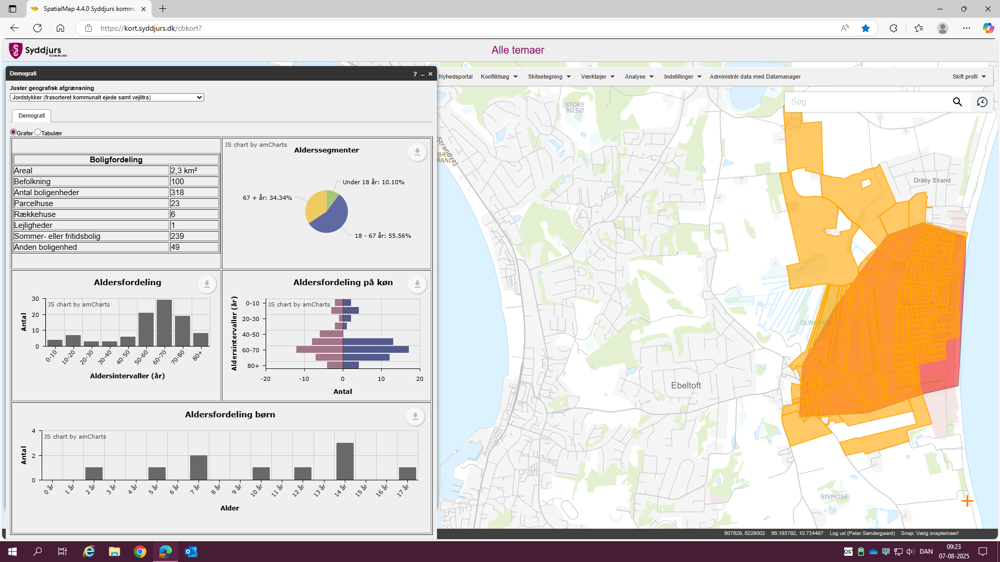 SpatialMap 4.4.0 Syddjurs kommu
https://kort.syddjurs.dk/cbkort?
Syddjurs
KOMMUNE
Alle temaer
Demografi
?
Nyhedsportal
Konfliktsøg
Skitsetegning
Værktøjer
Analyse
Indstillinger
Administrér data med Datamanager
Skift profil
Juster geografisk afgrænsning
Jordstykker (frasorteret kommunalt ejede samt vejlitra)
Søg
Demografi
Grafer
Tabulær
Boligfordeling
Areal 2,3 km²
Befolkning 100
Antal boligenheder 318
Parcelhuse 23
Rækkehuse 6
Lejligheder 1
Sommer- eller fritidsbolig 239
Anden boligenhed 49
JS chart by amCharts
Alderssegmenter
Under 18 år: 10.10%
67 + år: 34.34%
18 - 67 år: 55.56%
Aldersfordeling
JS chart by amCharts
Antal
30
20
10
0
0-10 10-20 20-30 30-40 40-50 50-60 60-70 70-80 80+
Aldersintervaller (år)
Aldersfordeling på køn
JS chart by amCharts
Aldersintervaller (år)
0-10
20-30
40-50
60-70
80+
-20 -10 0 10 20
Antal
Aldersfordeling børn
JS chart by amCharts
Antal
4
2
0
0 år 1 år 2 år 3 år 4 år 5 år 6 år 7 år 8 år 9 år 10 år 11 år 12 år 13 år 14 år 15 år 16 år 17 år
Alder
STORE
BILSØ
Strandvej
Dråby Strand
Ebeltoft
SIVMOSE
607629, 6229002
56.193792, 10.734497
Log ud (Peter Søndergaard)
Snap: Vælg snaptemaer!
DAN
09:23
07-08-2025